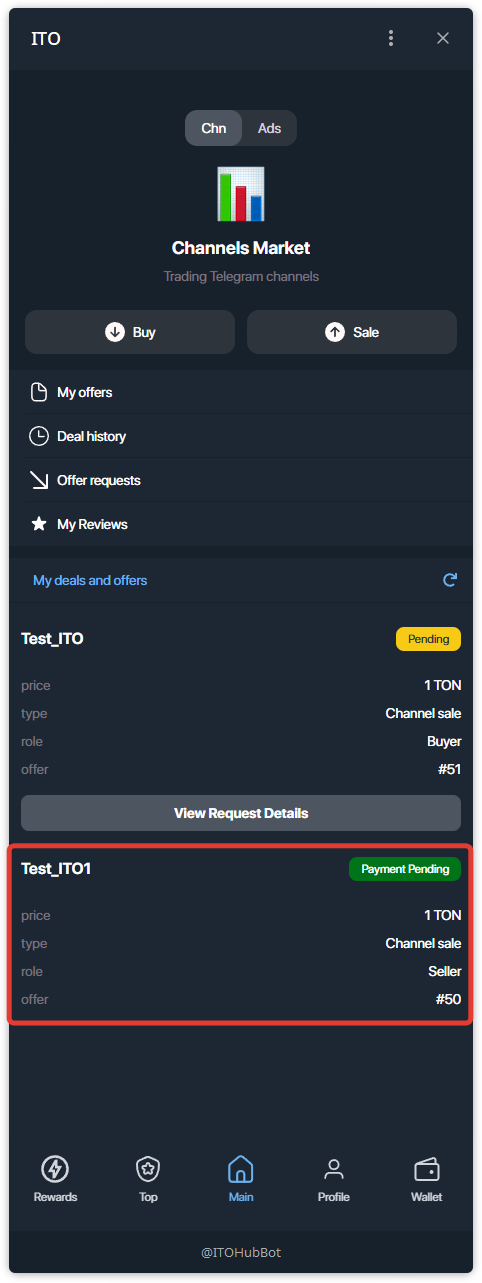 ITO
Chn Ads
Channels Market
Trading Telegram channels
Buy Sale
My offers
Deal history
Offer requests
My Reviews
My deals and offers
Test_ITO Pending
price 1 TON
type Channel sale
role Buyer
offer #51
View Request Details
Test_ITO1 Payment Pending
price 1 TON
type Channel sale
role Seller
offer #50
Rewards Top Main Profile Wallet
@ITOHubBot